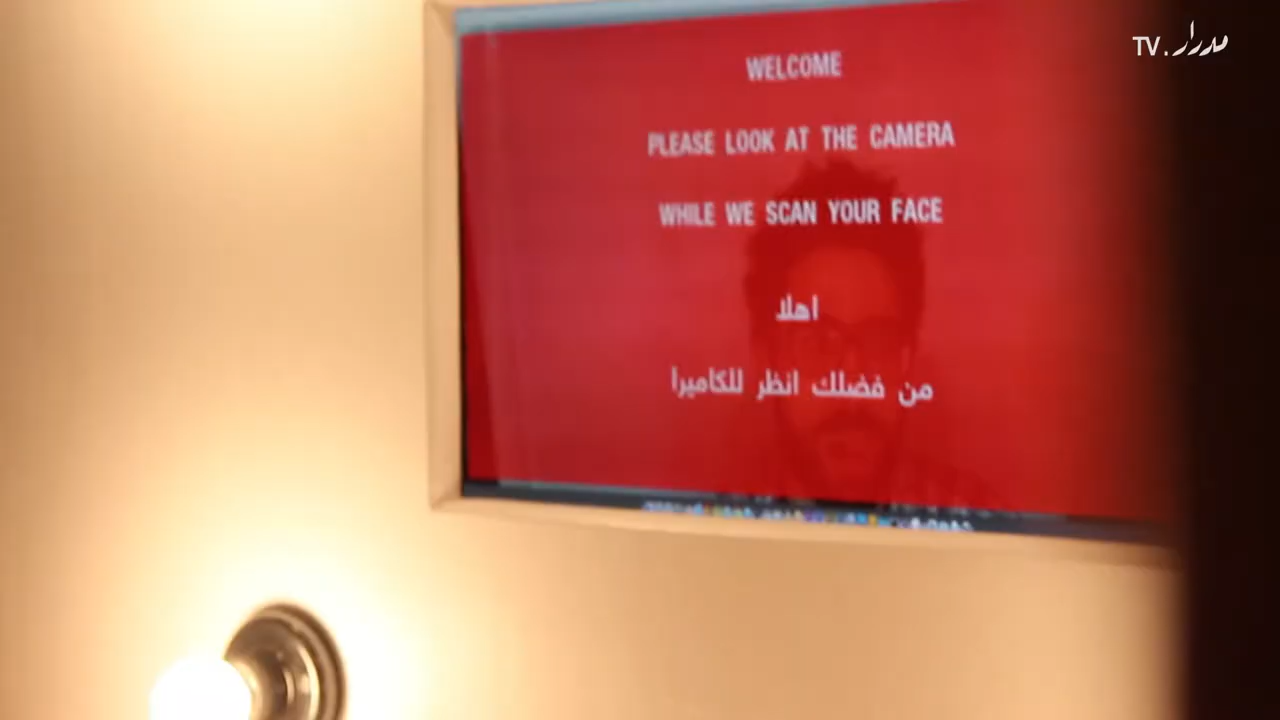 TV.مدرار
WELCOME
PLEASE LOOK AT THE CAMERA
WHILE WE SCAN YOUR FACE
اهلا
من فضلك انظر للكاميرا